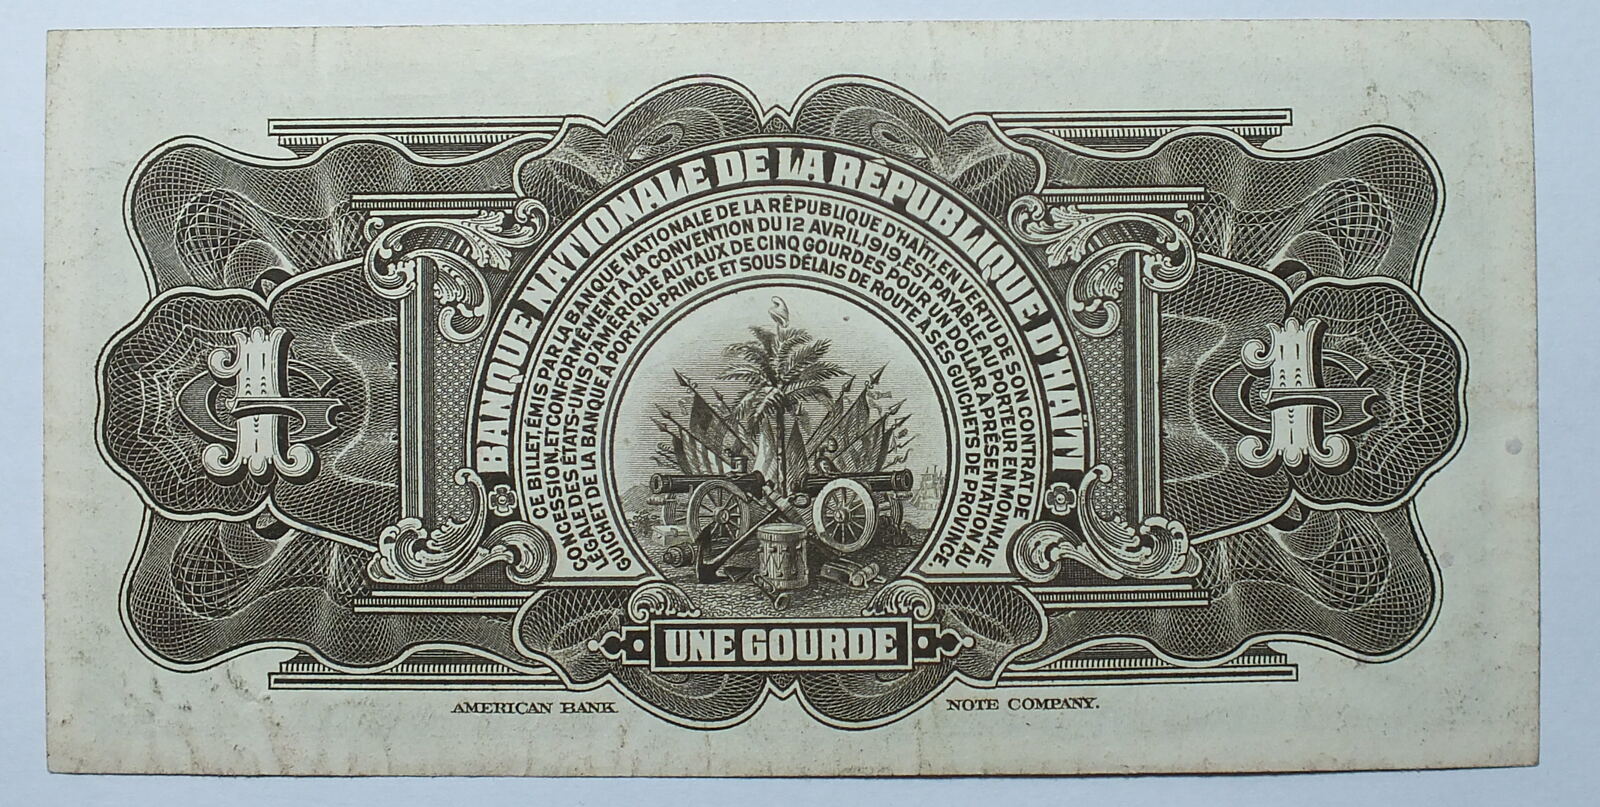 BANQUE NATIONALE DE LA RÉPUBLIQUE D'HAÏTI
CE BILLET, ÉMIS PAR LA BANQUE NATIONALE DE LA RÉPUBLIQUE D'HAÏTI, EN VERTU DE SON CONTRAT DE
CONCESSION, ET CONFORMÉMENT A LA CONVENTION DU 12 AVRIL 1919, EST PAYABLE AU PORTEUR EN MONNAIE
LÉGALE DES ÉTATS-UNIS D'AMÉRIQUE AU TAUX DE CINQ GOURDES POUR UN DOLLAR À PRÉSENTATION AU
GUICHET DE LA BANQUE A PORT-AU-PRINCE ET SOUS DÉLAIS DE ROUTE A SES GUICHETS DE PROVINCE.
1 G
1 G
UNE GOURDE
AMERICAN BANK NOTE COMPANY.